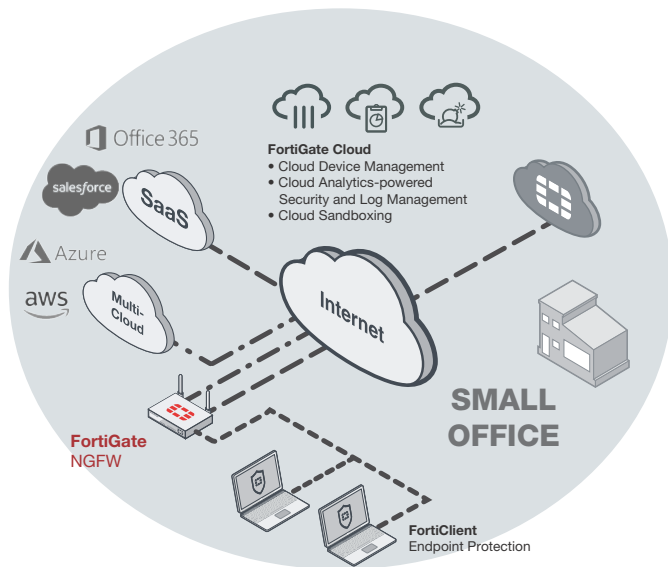 Office 365
salesforce
SaaS
Azure
aws
Multi-
Cloud
FortiGate Cloud
• Cloud Device Management
• Cloud Analytics-powered
Security and Log Management
• Cloud Sandboxing
Internet
SMALL
OFFICE
FortiGate
NGFW
FortiClient
Endpoint Protection